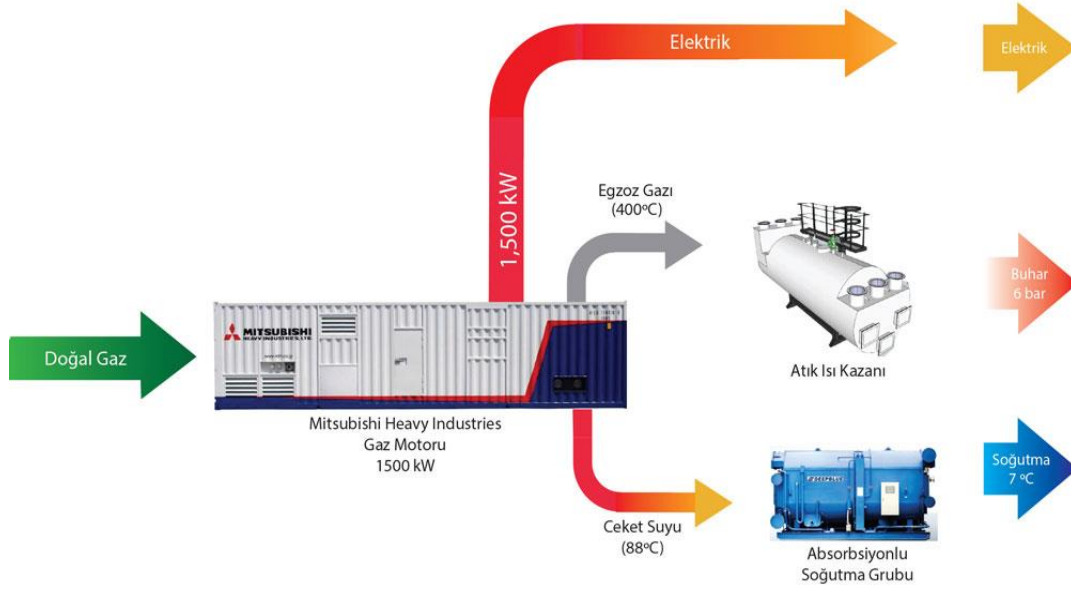 Elektrik
Elektrik
1,500 kW
Egzoz Gazı
(400ºC)
Buhar
6 bar
Doğal Gaz
MITSUBISHI
HEAVY INDUSTRIES, LTD.
Atık Isı Kazanı
Mitsubishi Heavy Industries
Gaz Motoru
1500 kW
Soğutma
7 ºC
Ceket Suyu
(88ºC)
Absorbsiyonlu
Soğutma Grubu